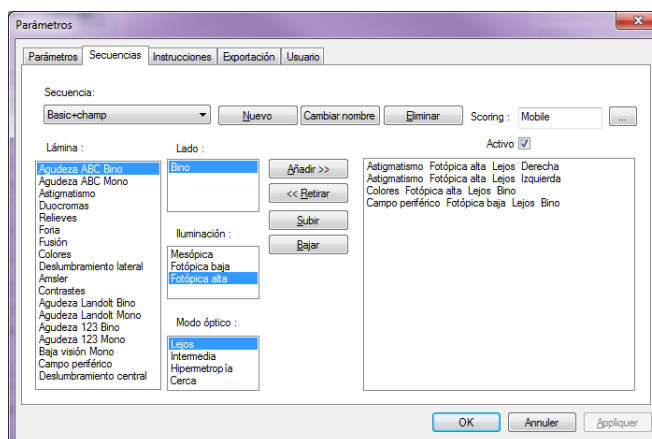 Parámetros
Parámetros Secuencias Instrucciones Exportación Usuario
Secuencia:
Basic+champ Nuevo Cambiar nombre Eliminar Scoring : Mobile ...
Activo
Lámina :
Agudeza ABC Bino
Agudeza ABC Mono
Astigmatismo
Duocromas
Relieves
Foria
Fusión
Colores
Deslumbramiento lateral
Amsler
Contrastes
Agudeza Landolt Bino
Agudeza Landolt Mono
Agudeza 123 Bino
Agudeza 123 Mono
Baja visión Mono
Campo periférico
Deslumbramiento central
Lado :
Bino
Iluminación :
Mesópica
Fotópica baja
Fotópica alta
Modo óptico :
Lejos
Intermedia
Hipermetropía
Cerca
Añadir >>
<< Retirar
Subir
Bajar
Astigmatismo Fotópica alta Lejos Derecha
Astigmatismo Fotópica alta Lejos Izquierda
Colores Fotópica alta Lejos Bino
Campo periférico Fotópica baja Lejos Bino
OK Annuler Appliquer